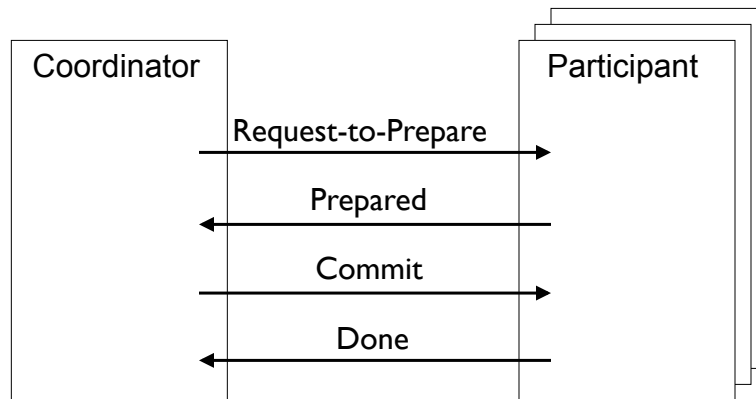 Coordinator
Participant
Request-to-Prepare
Prepared
Commit
Done